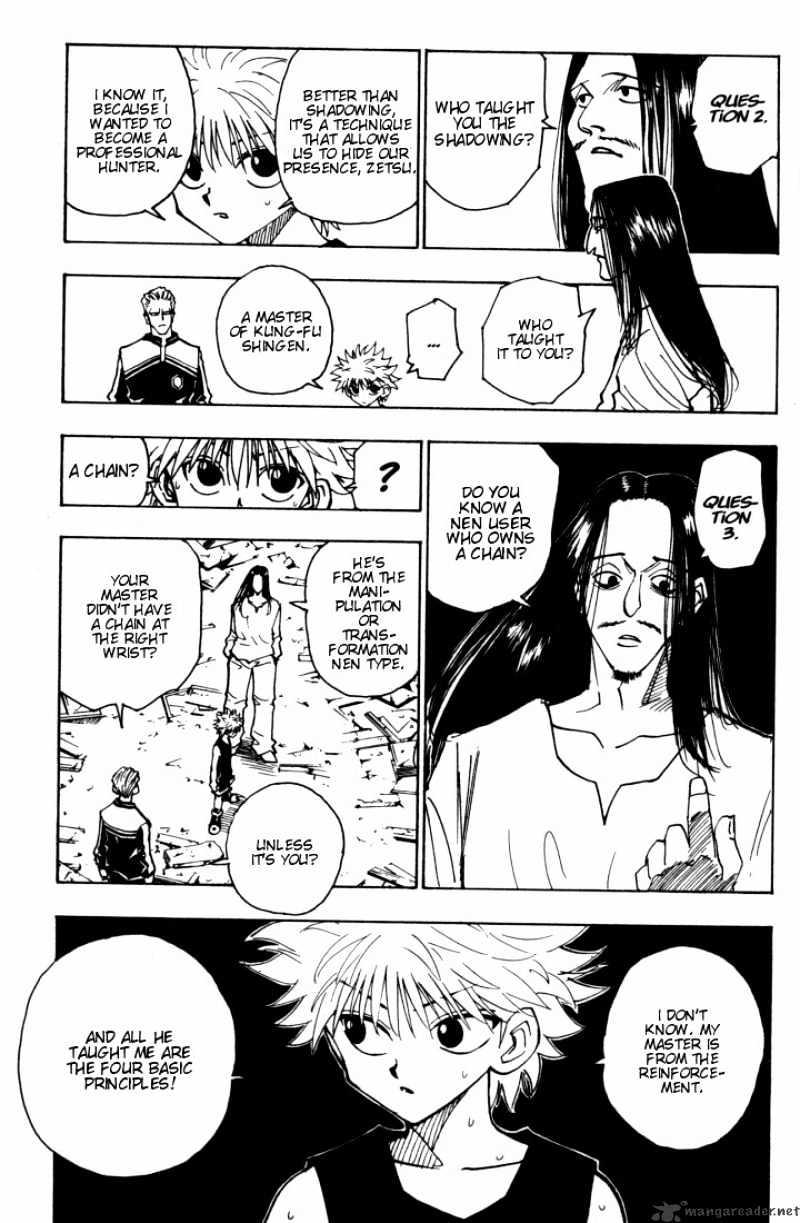 QUES-
TION 2.
WHO TAUGHT
YOU THE
SHADOWING?
BETTER THAN
SHADOWING,
IT'S A TECHNIQUE
THAT ALLOWS
US TO HIDE OUR
PRESENCE, ZETSU.
I KNOW IT,
BECAUSE I
WANTED TO
BECOME A
PROFESSIONAL
HUNTER.
WHO
TAUGHT
IT TO YOU?
...
A MASTER
OF KUNG-FU
SHINGEN.
QUES-
TION
3.
DO YOU
KNOW A
NEN USER
WHO OWNS
A CHAIN?
?
A CHAIN?
HE'S
FROM THE
MANI-
PULATION
OR
TRANS-
FORMATION
NEN TYPE.
YOUR
MASTER
DIDN'T HAVE
A CHAIN AT
THE RIGHT
WRIST?
UNLESS
IT'S YOU?
I DON'T
KNOW. MY
MASTER IS
FROM THE
REINFORCE-
MENT.
AND ALL HE
TAUGHT ME ARE
THE FOUR BASIC
PRINCIPLES!
mangareader.net